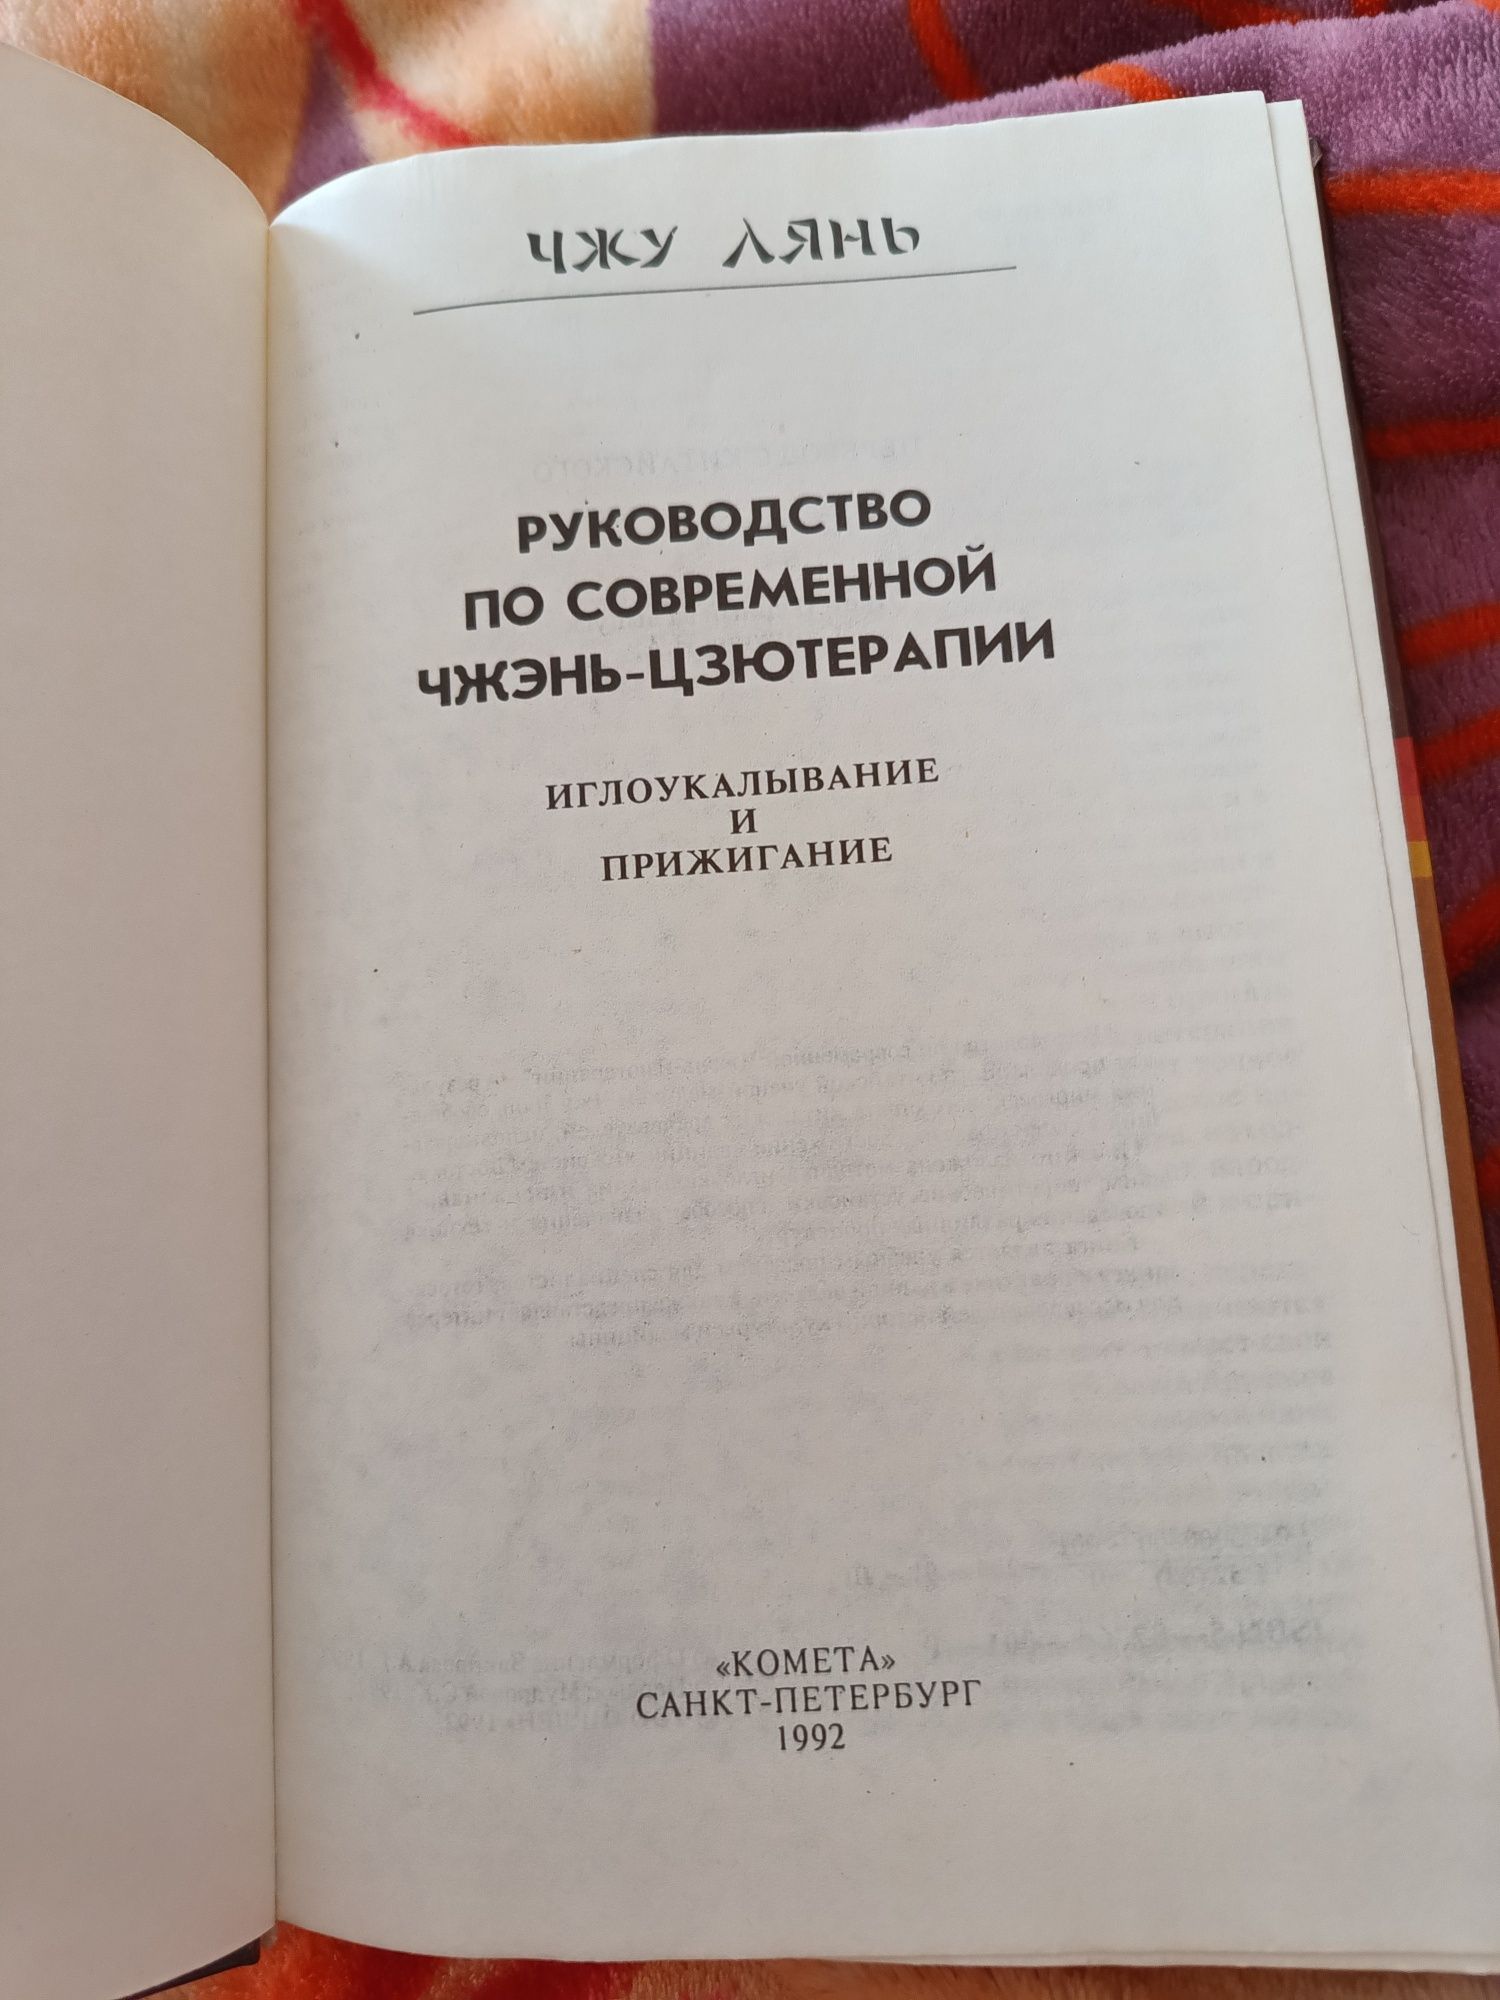 ЧЖУ ЛЯНЬ
РУКОВОДСТВО
ПО СОВРЕМЕННОЙ
ЧЖЭНЬ-ЦЗЮТЕРАПИИ
ИГЛОУКАЛЫВАНИЕ
И
ПРИЖИГАНИЕ
«КОМЕТА»
САНКТ-ПЕТЕРБУРГ
1992